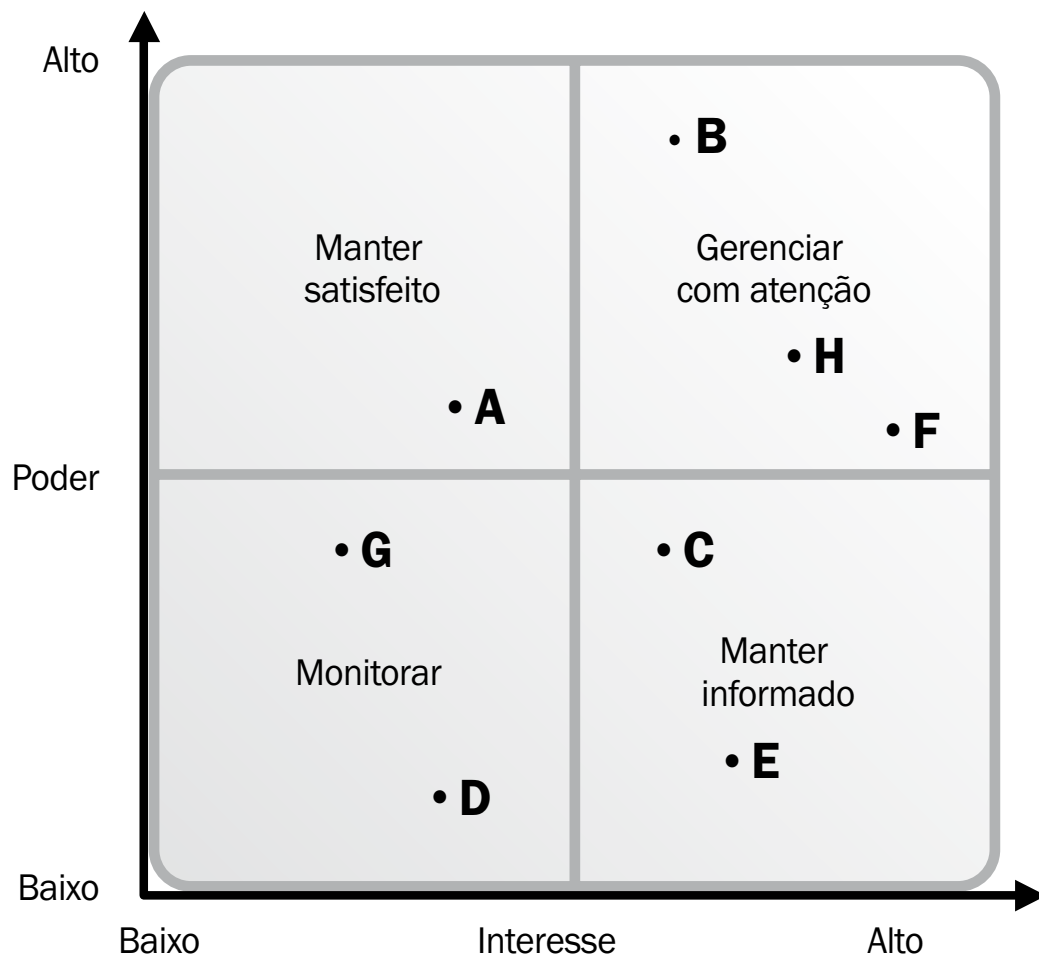 Alto
B
Manter
satisfeito
Gerenciar
com atenção
H
A
F
Poder
G
C
Monitorar
Manter
informado
E
D
Baixo
Baixo
Interesse
Alto